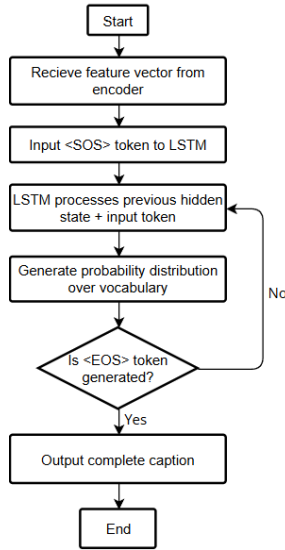 Start
Recieve feature vector from
encoder
Input <SOS> token to LSTM
LSTM processes previous hidden
state + input token
Generate probability distribution
over vocabulary
Is <EOS> token
generated?
No
Yes
Output complete caption
End